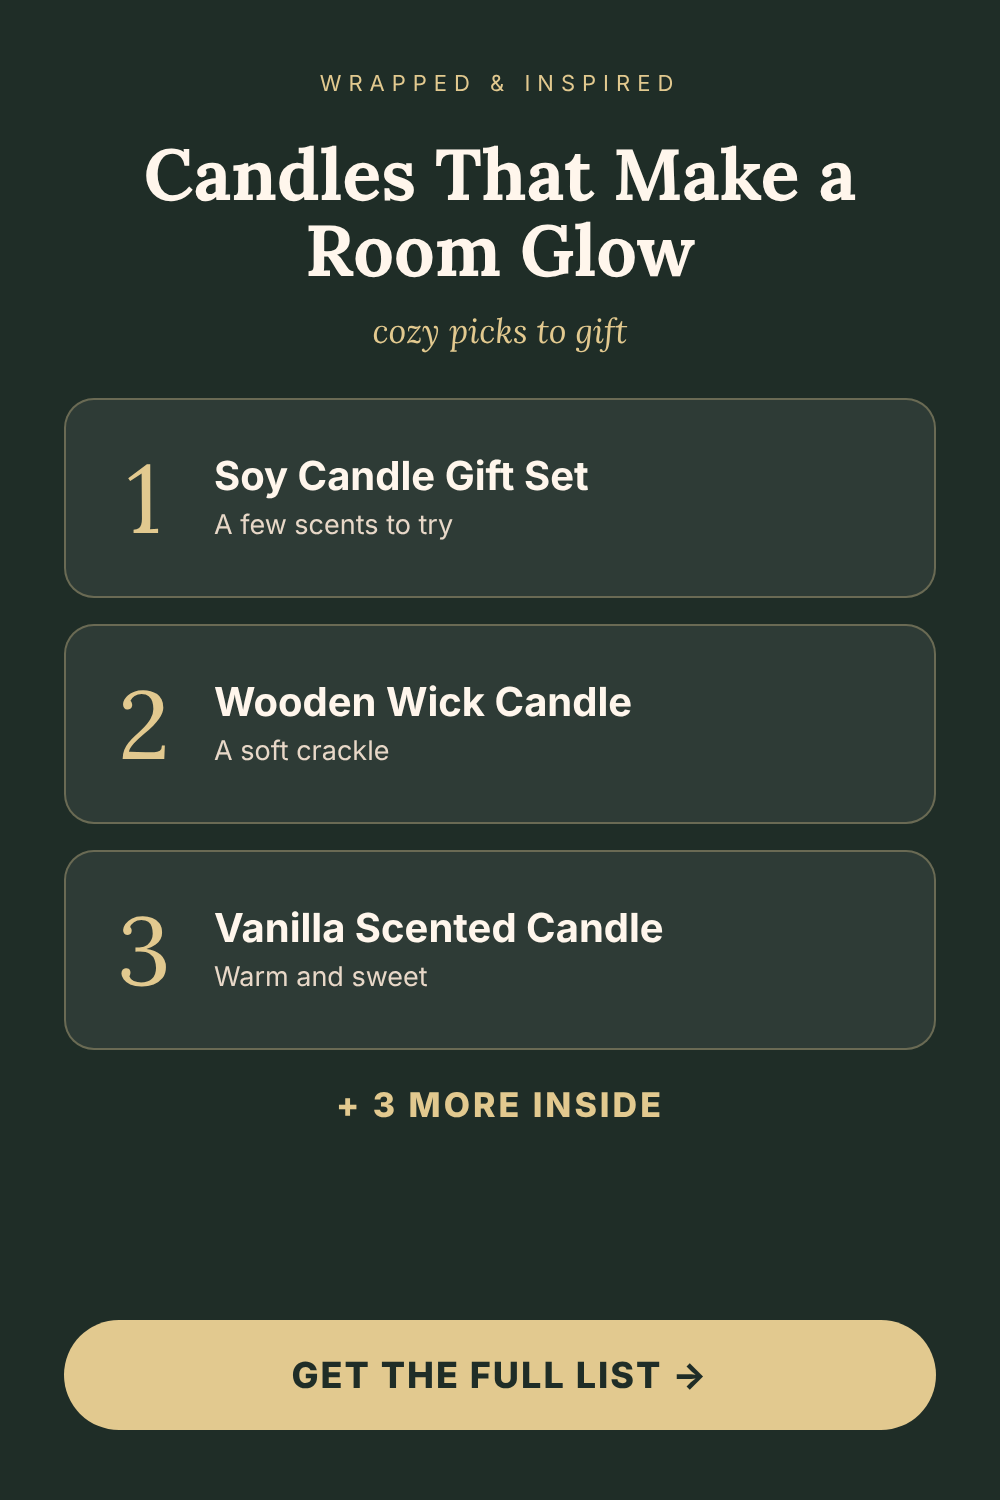 WRAPPED & INSPIRED
Candles That Make a
Room Glow
cozy picks to gift
1
Soy Candle Gift Set
A few scents to try
2
Wooden Wick Candle
A soft crackle
3
Vanilla Scented Candle
Warm and sweet
+ 3 MORE INSIDE
GET THE FULL LIST →